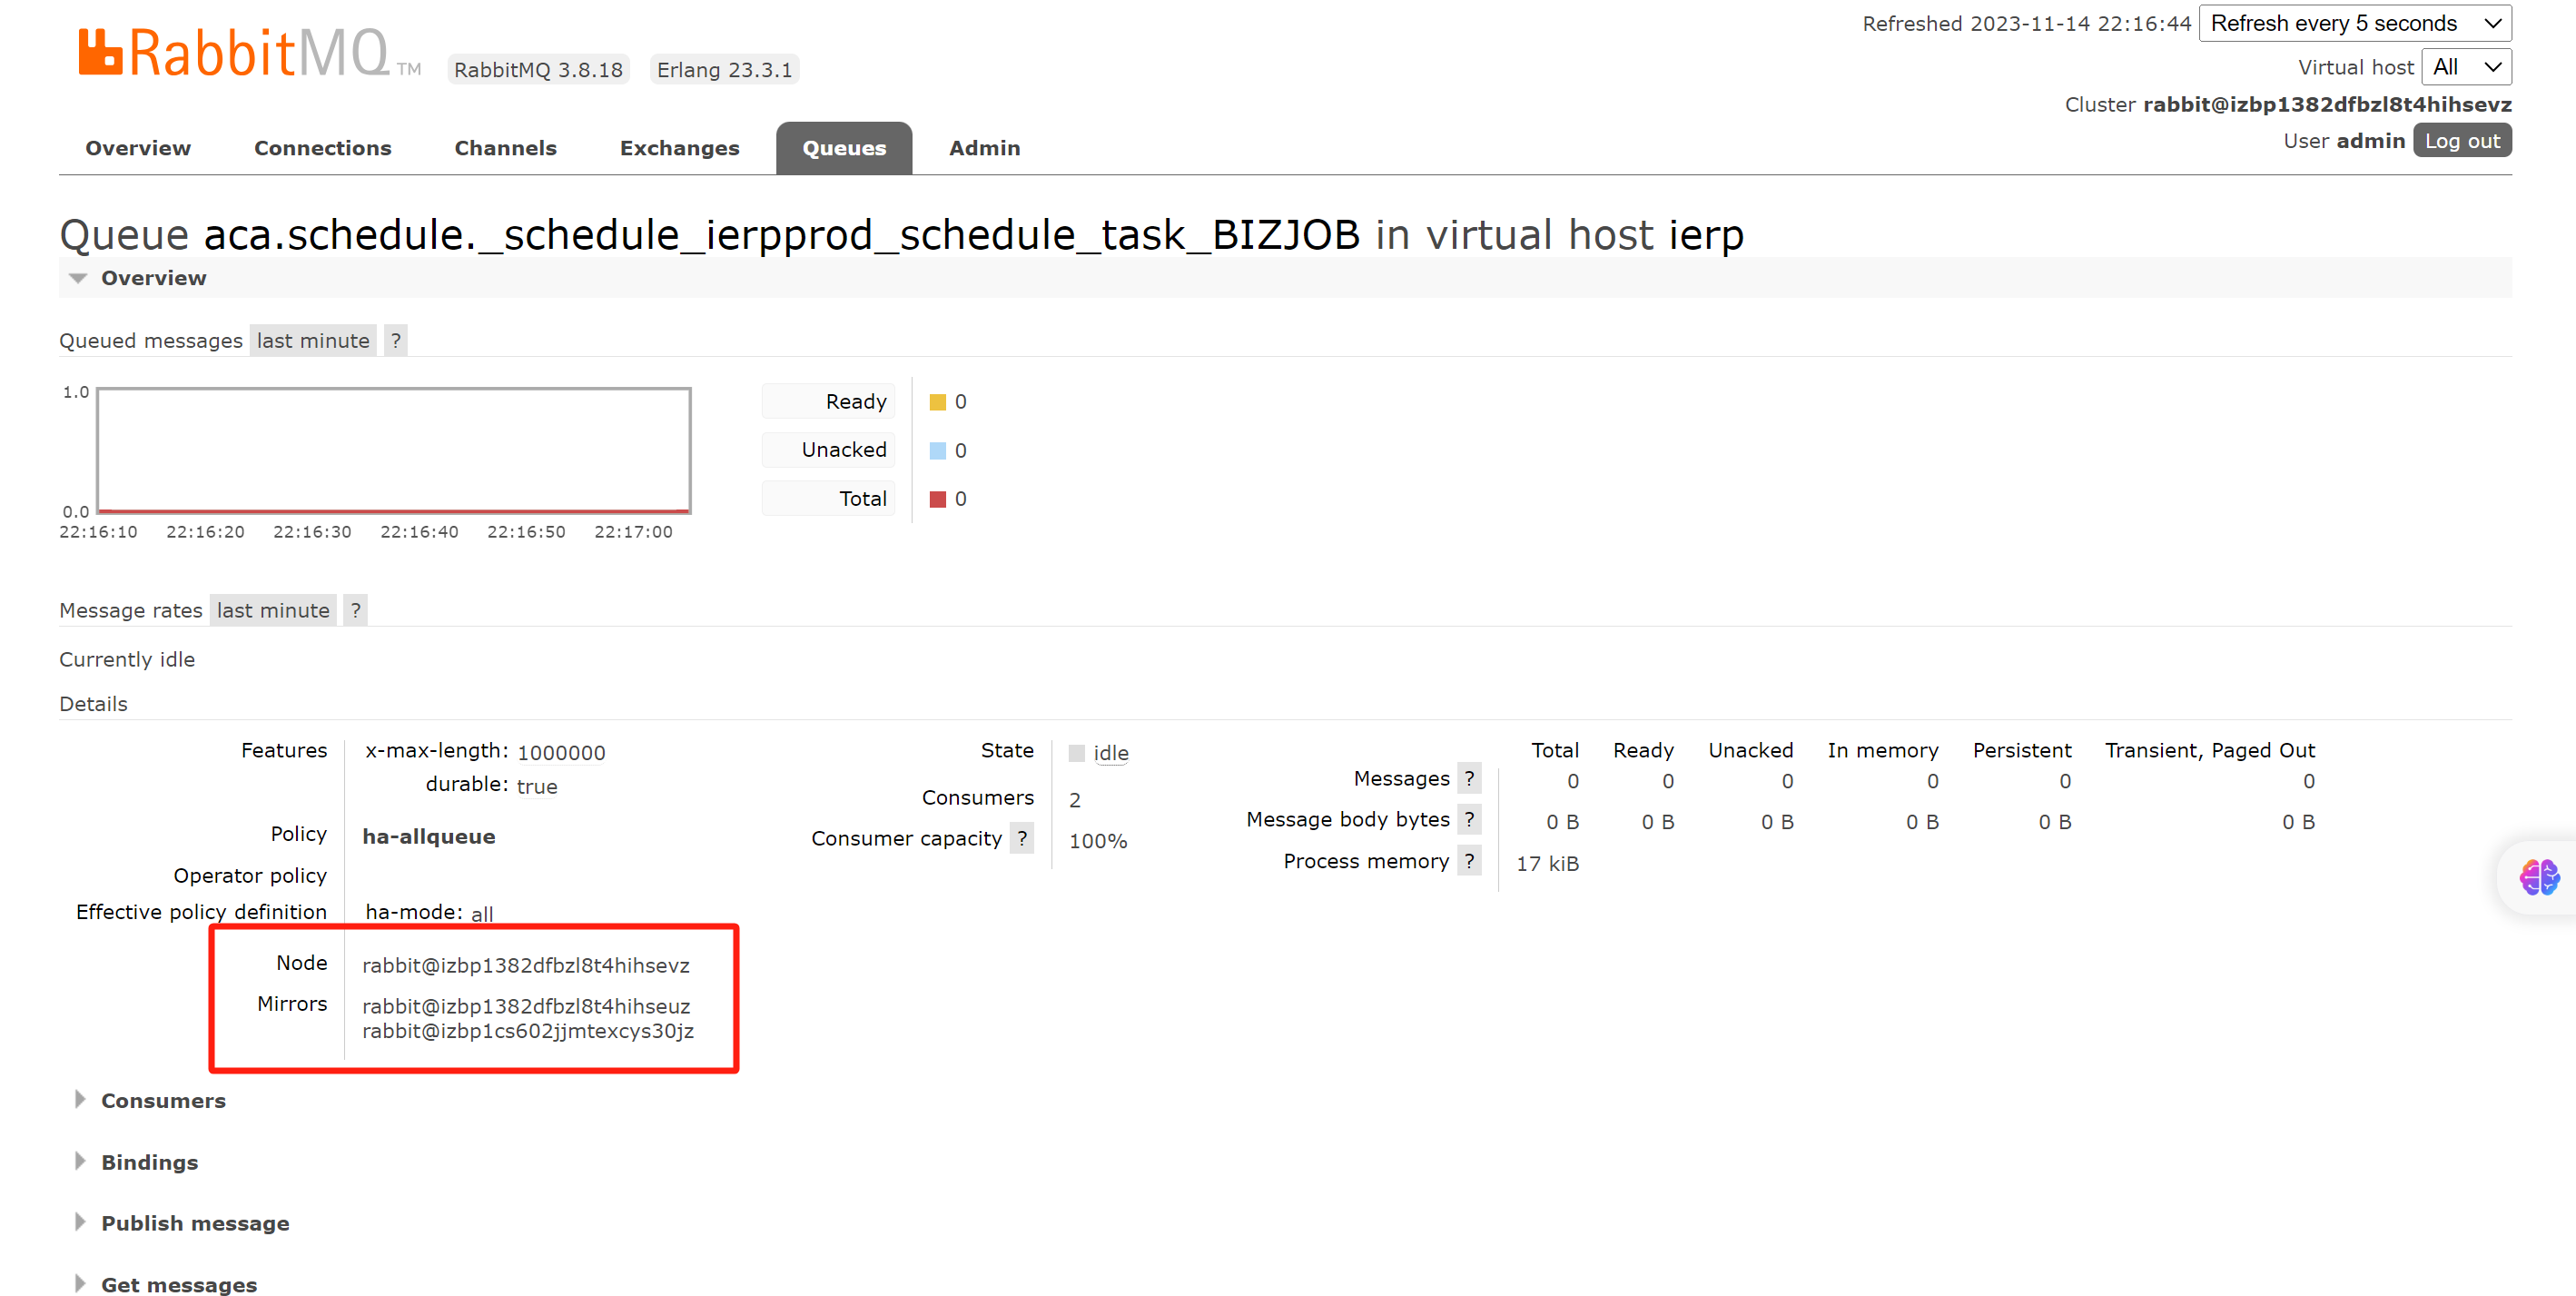 RabbitMQ TM RabbitMQ 3.8.18 Erlang 23.3.1
Refreshed 2023-11-14 22:16:44 Refresh every 5 seconds
Virtual host All
Cluster rabbit@izbp1382dfbzl8t4hihsevz
User admin Log out
Overview Connections Channels Exchanges Queues Admin
Queue aca.schedule._schedule_ierpprod_schedule_task_BIZJOB in virtual host ierp
Overview
Queued messages last minute ?
1.0
0.0
22:16:10 22:16:20 22:16:30 22:16:40 22:16:50 22:17:00
Ready 0
Unacked 0
Total 0
Message rates last minute ?
Currently idle
Details
Features x-max-length: 1000000
durable: true
Policy ha-allqueue
Operator policy
Effective policy definition ha-mode: all
Node rabbit@izbp1382dfbzl8t4hihsevz
Mirrors rabbit@izbp1382dfbzl8t4hihseuz
rabbit@izbp1cs602jjmtexcys30jz
State idle
Consumers 2
Consumer capacity ? 100%
Total Ready Unacked In memory Persistent Transient, Paged Out
Messages ? 0 0 0 0 0 0
Message body bytes ? 0 B 0 B 0 B 0 B 0 B 0 B
Process memory ? 17 kiB
Consumers
Bindings
Publish message
Get messages